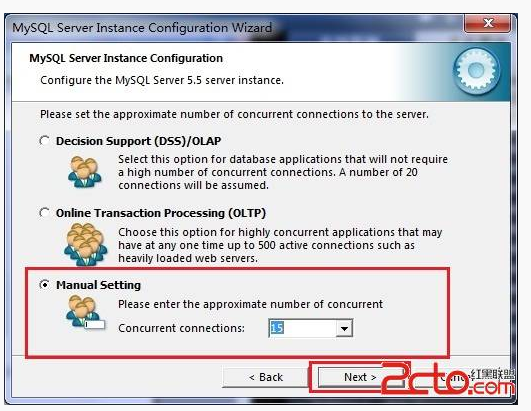 MySQL Server Instance Configuration Wizard
MySQL Server Instance Configuration
Configure the MySQL Server 5.5 server instance.
Please set the approximate number of concurrent connections to the server.
Decision Support (DSS)/OLAP
Select this option for database applications that will not require
a high number of concurrent connections. A number of 20
connections will be assumed.
Online Transaction Processing (OLTP)
Choose this option for highly concurrent applications that may
have at any one time up to 500 active connections such as
heavily loaded web servers.
Manual Setting
Please enter the approximate number of concurrent
Concurrent connections: 15
< Back Next >
2cto.com 红黑联盟